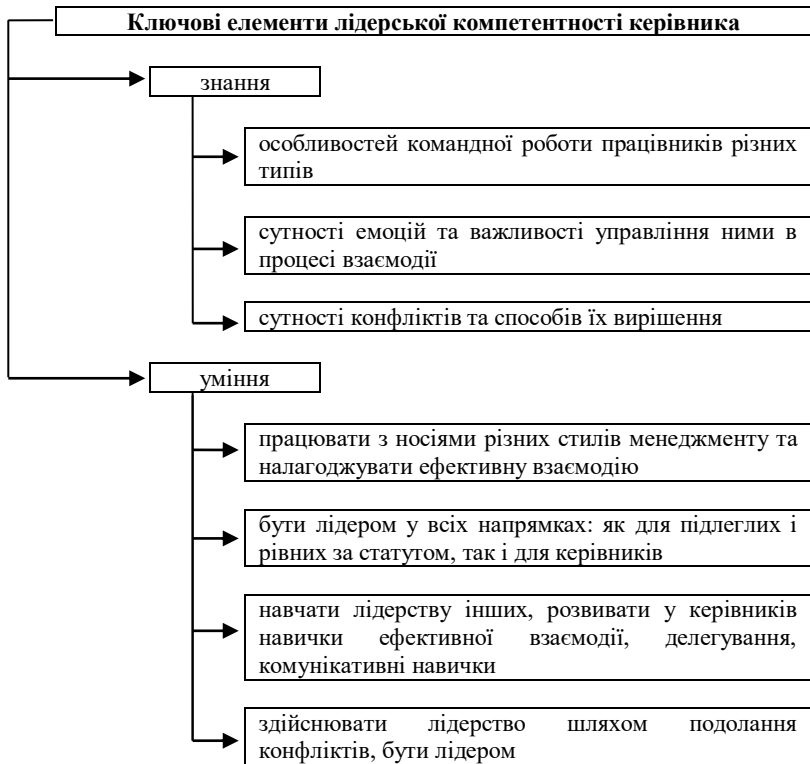 Ключові елементи лідерської компетентності керівника
знання
особливостей командної роботи працівників різних
типів
сутності емоцій та важливості управління ними в
процесі взаємодії
сутності конфліктів та способів їх вирішення
уміння
працювати з носіями різних стилів менеджменту та
налагоджувати ефективну взаємодію
бути лідером у всіх напрямках: як для підлеглих і
рівних за статутом, так і для керівників
навчати лідерству інших, розвивати у керівників
навички ефективної взаємодії, делегування,
комунікативні навички
здійснювати лідерство шляхом подолання
конфліктів, бути лідером